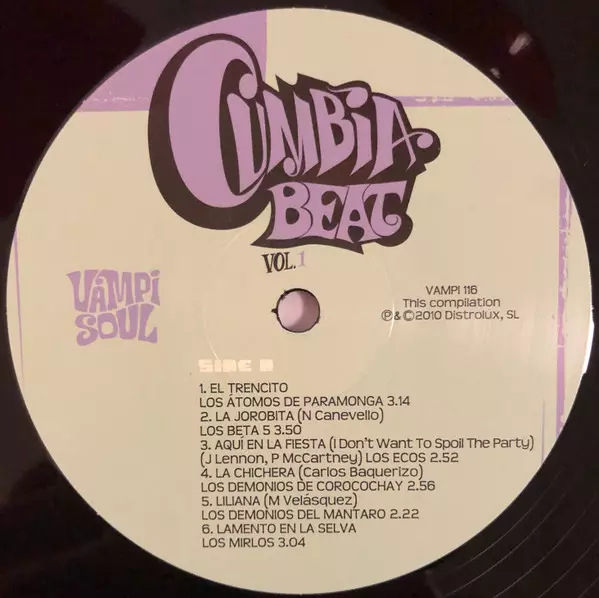 CUMBIA
BEAT
VOL.1
VAMPI
SOUL
VAMPI 116
This compilation
℗&©2010 Distrolux, SL
SIDE
1. EL TRENCITO
LOS ÁTOMOS DE PARAMONGA 3.14
2. LA JOROBITA (N Canevello)
LOS BETA 5 3.50
3. AQUÍ EN LA FIESTA (I Don't Want To Spoil The Party)
(J Lennon, P McCartney) LOS ECOS 2.52
4. LA CHICHERA (Carlos Baquerizo)
LOS DEMONIOS DE COROCOCHAY 2.56
5. LILIANA (M Velásquez)
LOS DEMONIOS DEL MANTARO 2.22
6. LAMENTO EN LA SELVA
LOS MIRLOS 3.04